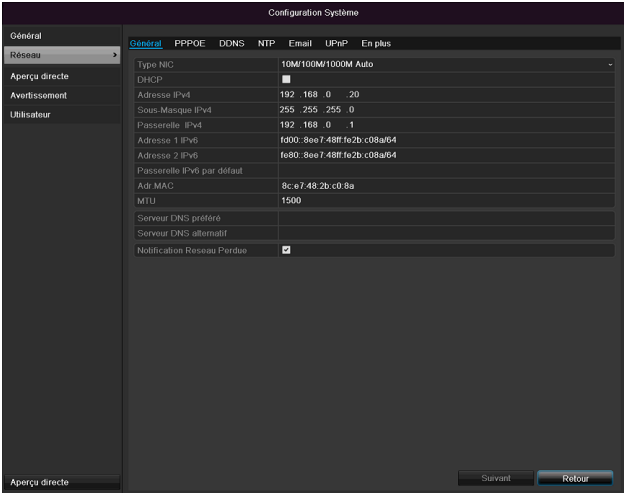 Configuration Système
Général
Réseau >
Aperçu directe
Avertissement
Utilisateur
Général PPPOE DDNS NTP Email UPnP En plus
Type NIC 10M/100M/1000M Auto
DHCP
Adresse IPv4 192 .168 .0 .20
Sous-Masque IPv4 255 .255 .255 .0
Passerelle IPv4 192 .168 .0 .1
Adresse 1 IPv6 fd00::8ee7:48ff:fe2b:c08a/64
Adresse 2 IPv6 fe80::8ee7:48ff:fe2b:c08a/64
Passerelle IPv6 par défaut
Adr.MAC 8c:e7:48:2b:c0:8a
MTU 1500
Serveur DNS préféré
Serveur DNS alternatif
Notification Reseau Perdue
Aperçu directe
Suivant Retour